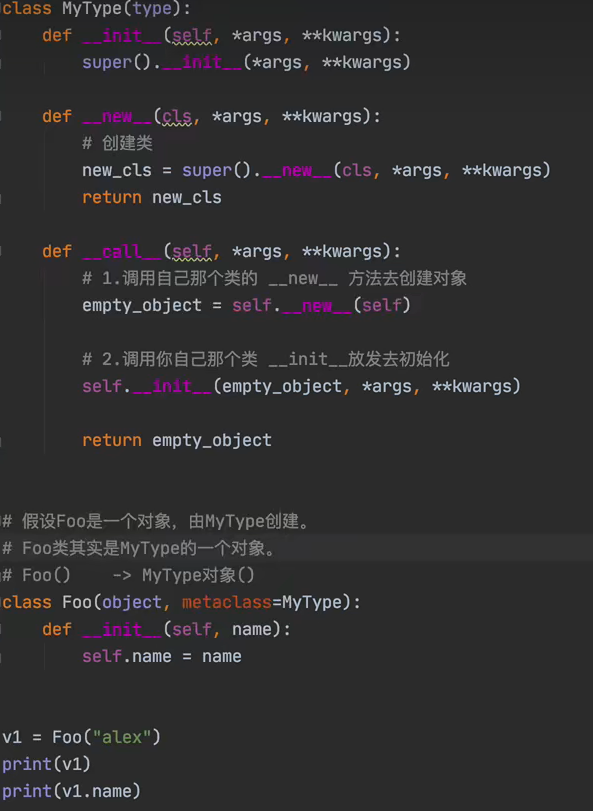 class MyType(type):
    def __init__(self, *args, **kwargs):
        super().__init__(*args, **kwargs)

    def __new__(cls, *args, **kwargs):
        # 创建类
        new_cls = super().__new__(cls, *args, **kwargs)
        return new_cls

    def __call__(self, *args, **kwargs):
        # 1.调用自己那个类的 __new__ 方法去创建对象
        empty_object = self.__new__(self)

        # 2.调用你自己那个类 __init__放发去初始化
        self.__init__(empty_object, *args, **kwargs)

        return empty_object


# 假设Foo是一个对象，由MyType创建。
# Foo类其实是MyType的一个对象。
# Foo()    -> MyType对象()
class Foo(object, metaclass=MyType):
    def __init__(self, name):
        self.name = name


v1 = Foo("alex")
print(v1)
print(v1.name)